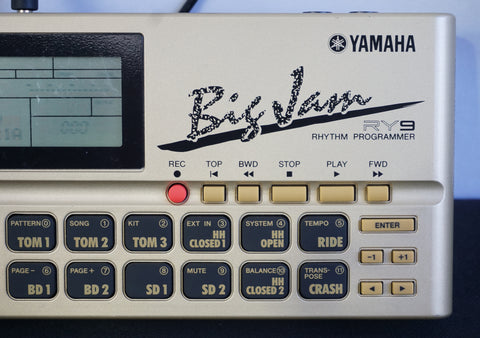 YAMAHA
Big Jam
RY9
RHYTHM PROGRAMMER
REC TOP BWD STOP PLAY FWD
PATTERN 0 SONG 1 KIT 2 EXT IN 3 SYSTEM 4 TEMPO 5
TOM 1 TOM 2 TOM 3 HH CLOSED 1 HH OPEN RIDE
ENTER
-1 +1
PAGE- 6 PAGE+ 7 8 MUTE 9 BALANCE 10 TRANSPOSE 11
BD 1 BD 2 SD 1 SD 2 HH CLOSED 2 CRASH